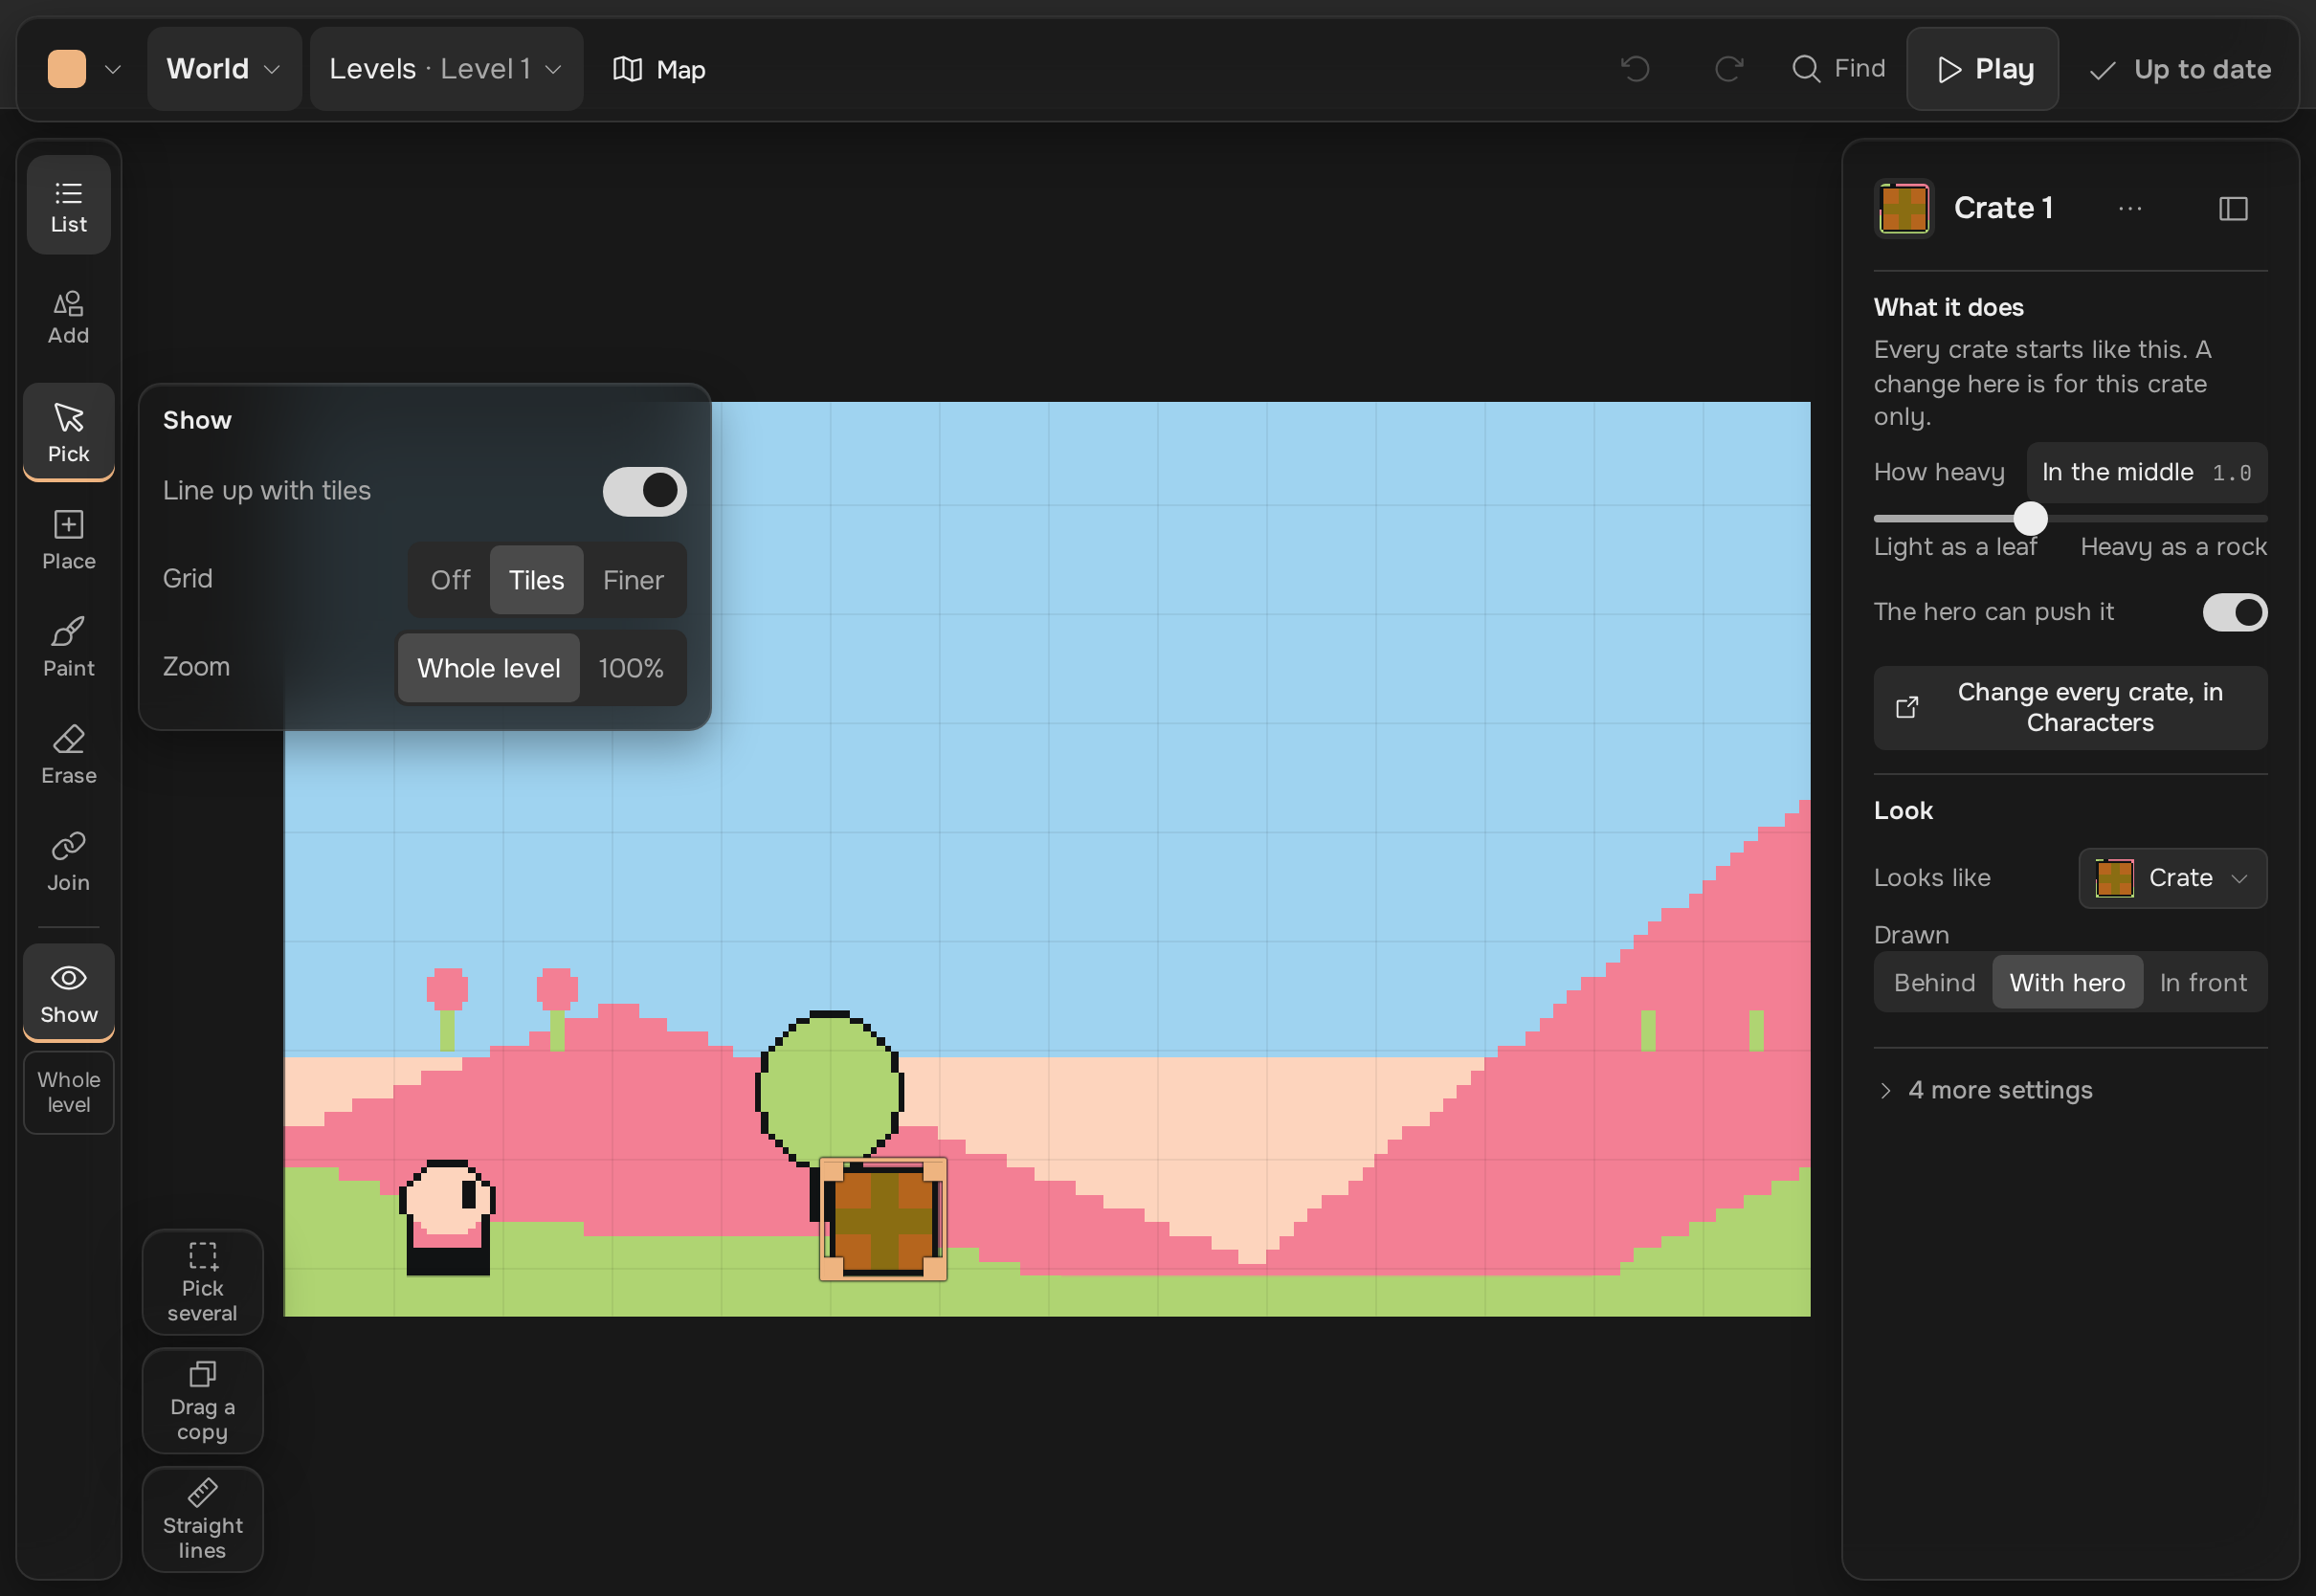 World
Levels · Level 1
Map
Find
Play
Up to date
List
Add
Pick
Place
Paint
Erase
Join
Show
Whole
level
Show
Line up with tiles
Grid
Off
Tiles
Finer
Zoom
Whole level
100%
Pick
several
Drag a
copy
Straight
lines
Crate 1
What it does
Every crate starts like this. A
change here is for this crate
only.
How heavy
In the middle 1.0
Light as a leaf
Heavy as a rock
The hero can push it
Change every crate, in
Characters
Look
Looks like
Crate
Drawn
Behind
With hero
In front
4 more settings